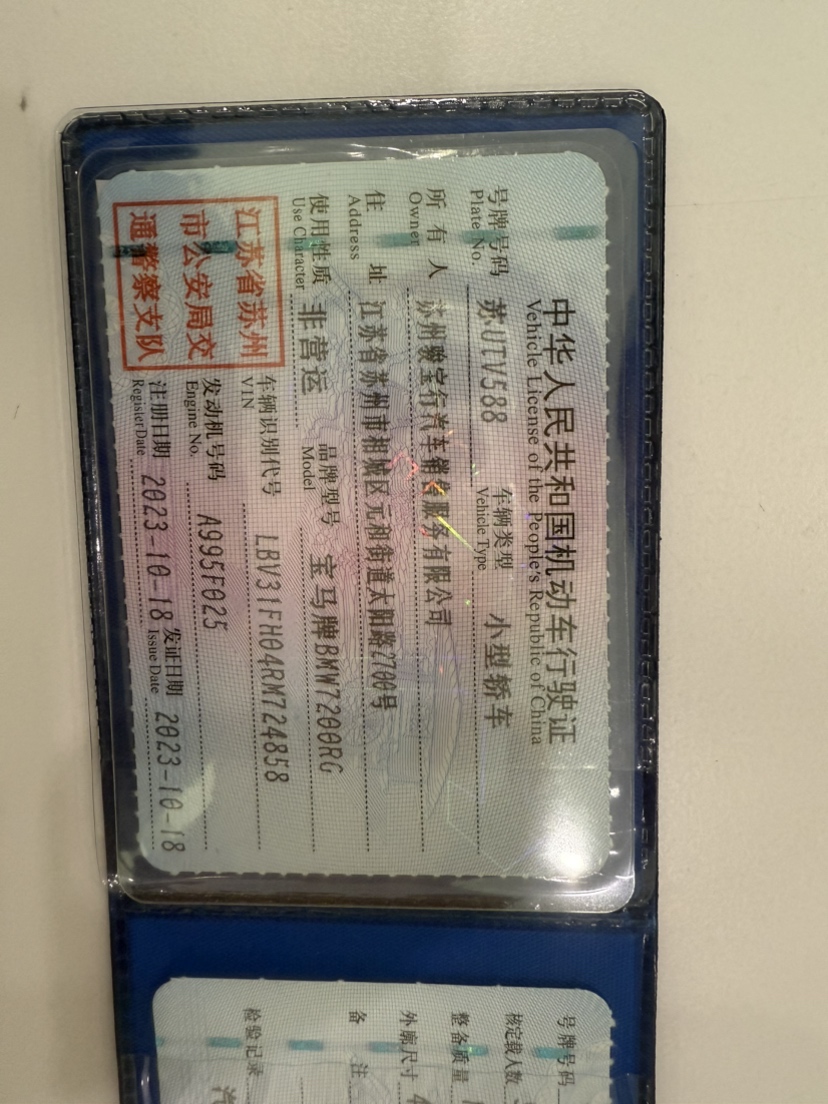 中华人民共和国机动车行驶证
Vehicle License of the People's Republic of China
号牌号码 苏UTV588 车辆类型 小型轿车
Plate No. Vehicle Type
所有人 苏州骏宝行汽车销售服务有限公司
Owner
住址 江苏省苏州市相城区元和街道太阳路2700号
Address
使用性质 非营运 品牌型号 宝马牌BMW7200RG
Use Character Model
江苏省苏州
市公安局交
通警察支队
车辆识别代号 LBV31FH04RM724858
VIN
发动机号码 A995F025
Engine No.
注册日期 2023-10-18 发证日期 2023-10-18
Register Date Issue Date
号牌号码
核定载人数
整备质量
外廓尺寸 4
备注
检验记录